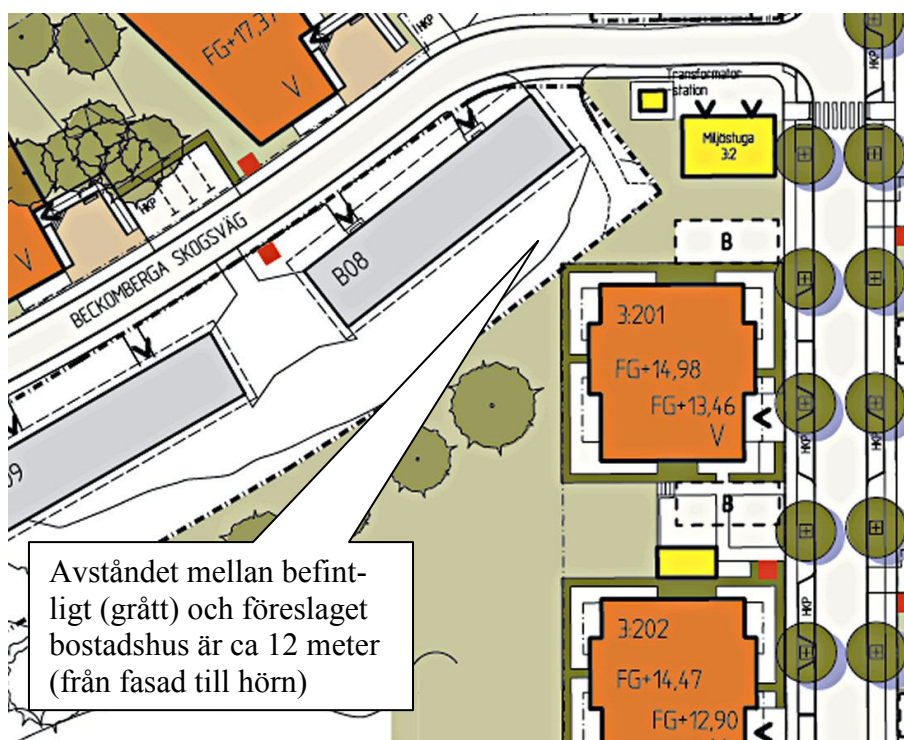 FG+17,37
V
HKP
V
BECKOMBERGA SKOGSVÄG
B08
09
Transformator
station
Miljöstuga
3:2
HKP
B
3:201
FG+14,98
FG+13,46
V
HKP
B
HKP
3:202
FG+14,47
FG+12,90
Avståndet mellan befint-
ligt (grått) och föreslaget
bostadshus är ca 12 meter
(från fasad till hörn)